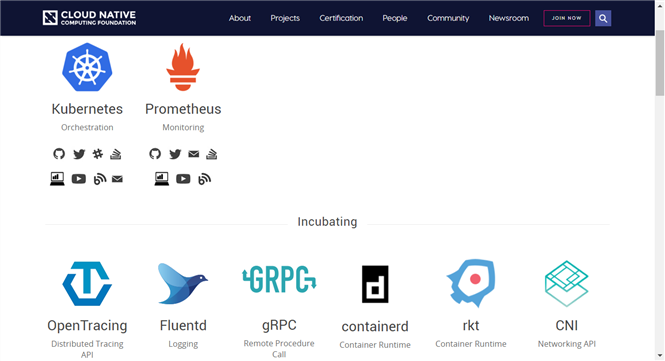 CLOUD NATIVE
COMPUTING FOUNDATION
About Projects Certification People Community Newsroom JOIN NOW
Kubernetes Prometheus
Orchestration Monitoring
Incubating
GRPC
d
OpenTracing Fluentd gRPC containerd rkt CNI
Distributed Tracing API Logging Remote Procedure Call Container Runtime Container Runtime Networking API